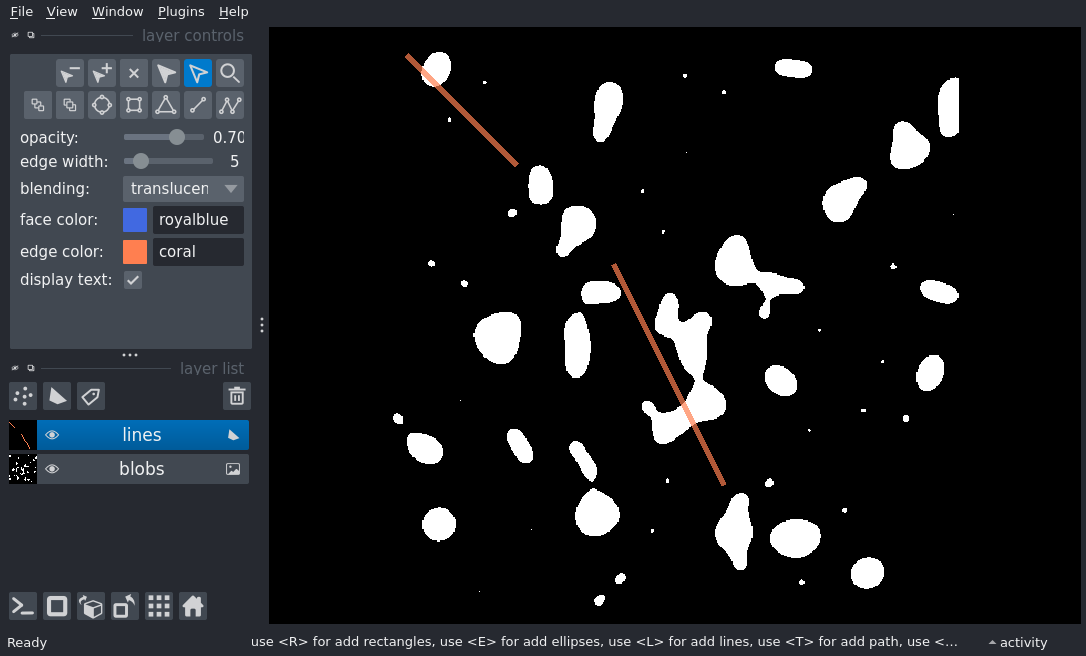 File View Window Plugins Help
layer controls
opacity: 0.70
edge width: 5
blending: translucen
face color: royalblue
edge color: coral
display text:
layer list
lines
blobs
Ready use <R> for add rectangles, use <E> for add ellipses, use <L> for add lines, use <T> for add path, use <... activity